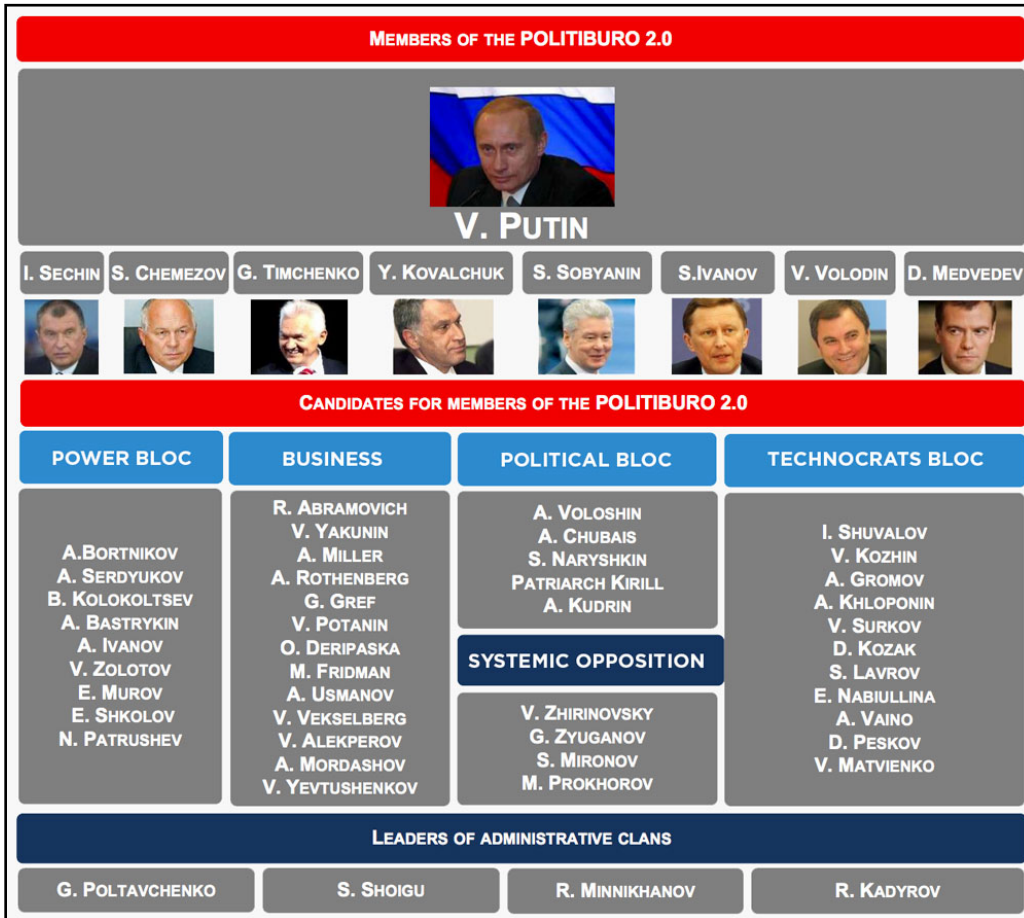 MEMBERS OF THE POLITIBURO 2.0
V. PUTIN
I. SECHIN
S. CHEMEZOV
G. TIMCHENKO
Y. KOVALCHUK
S. SOBYANIN
S.IVANOV
V. VOLODIN
D. MEDVEDEV
CANDIDATES FOR MEMBERS OF THE POLITIBURO 2.0
POWER BLOC
A.BORTNIKOV
A. SERDYUKOV
B. KOLOKOLTSEV
A. BASTRYKIN
A. IVANOV
V. ZOLOTOV
E. MUROV
E. SHKOLOV
N. PATRUSHEV
BUSINESS
R. ABRAMOVICH
V. YAKUNIN
A. MILLER
A. ROTHENBERG
G. GREF
V. POTANIN
O. DERIPASKA
M. FRIDMAN
A. USMANOV
V. VEKSELBERG
V. ALEKPEROV
A. MORDASHOV
V. YEVTUSHENKOV
POLITICAL BLOC
A. VOLOSHIN
A. CHUBAIS
S. NARYSHKIN
PATRIARCH KIRILL
A. KUDRIN
SYSTEMIC OPPOSITION
V. ZHIRINOVSKY
G. ZYUGANOV
S. MIRONOV
M. PROKHOROV
TECHNOCRATS BLOC
I. SHUVALOV
V. KOZHIN
A. GROMOV
A. KHLOPONIN
V. SURKOV
D. KOZAK
S. LAVROV
E. NABIULLINA
A. VAINO
D. PESKOV
V. MATVIENKO
LEADERS OF ADMINISTRATIVE CLANS
G. POLTAVCHENKO
S. SHOIGU
R. MINNIKHANOV
R. KADYROV